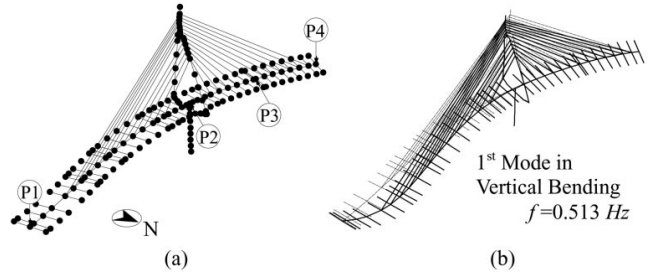 P1
P2
P3
P4
N
(a)
1st Mode in
Vertical Bending
f=0.513 Hz
(b)